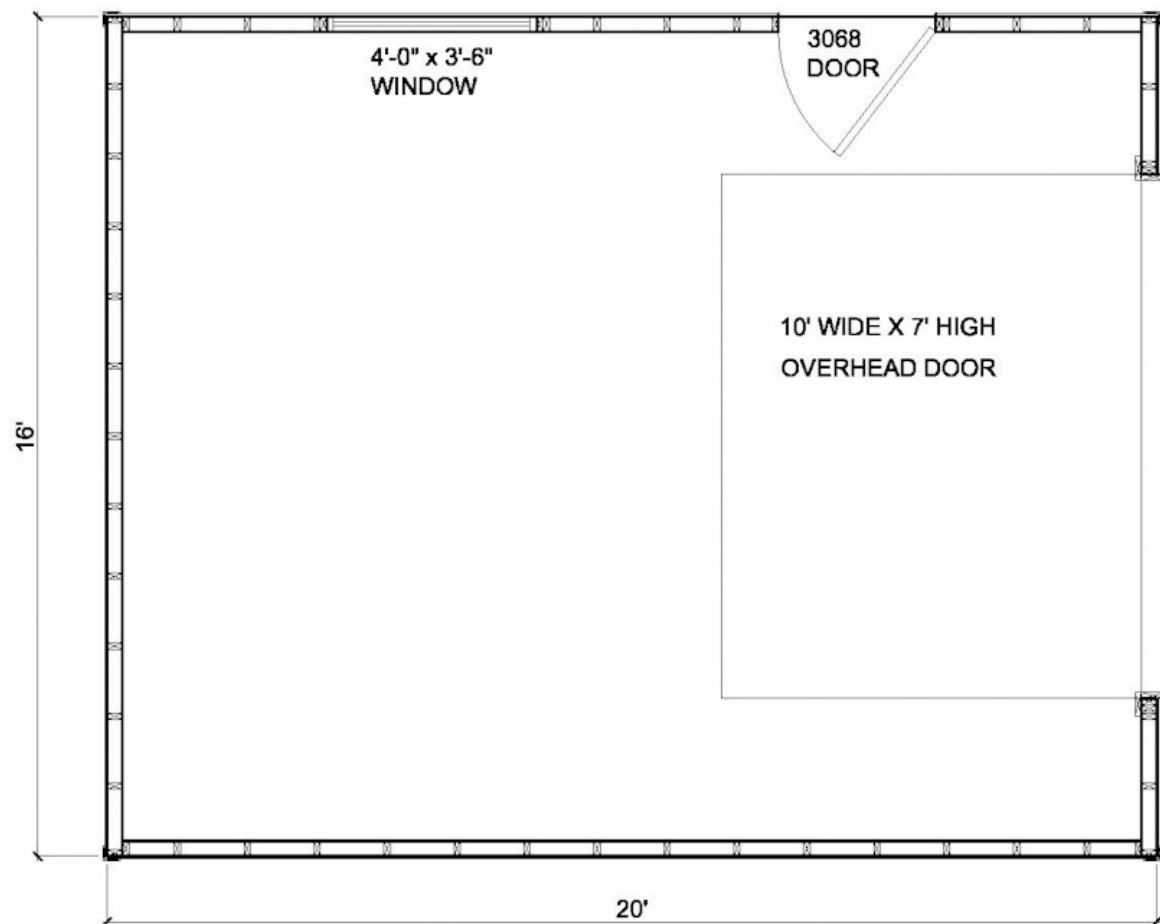 4'-0" x 3'-6"
WINDOW
3068
DOOR
10' WIDE X 7' HIGH
OVERHEAD DOOR
16'
20'